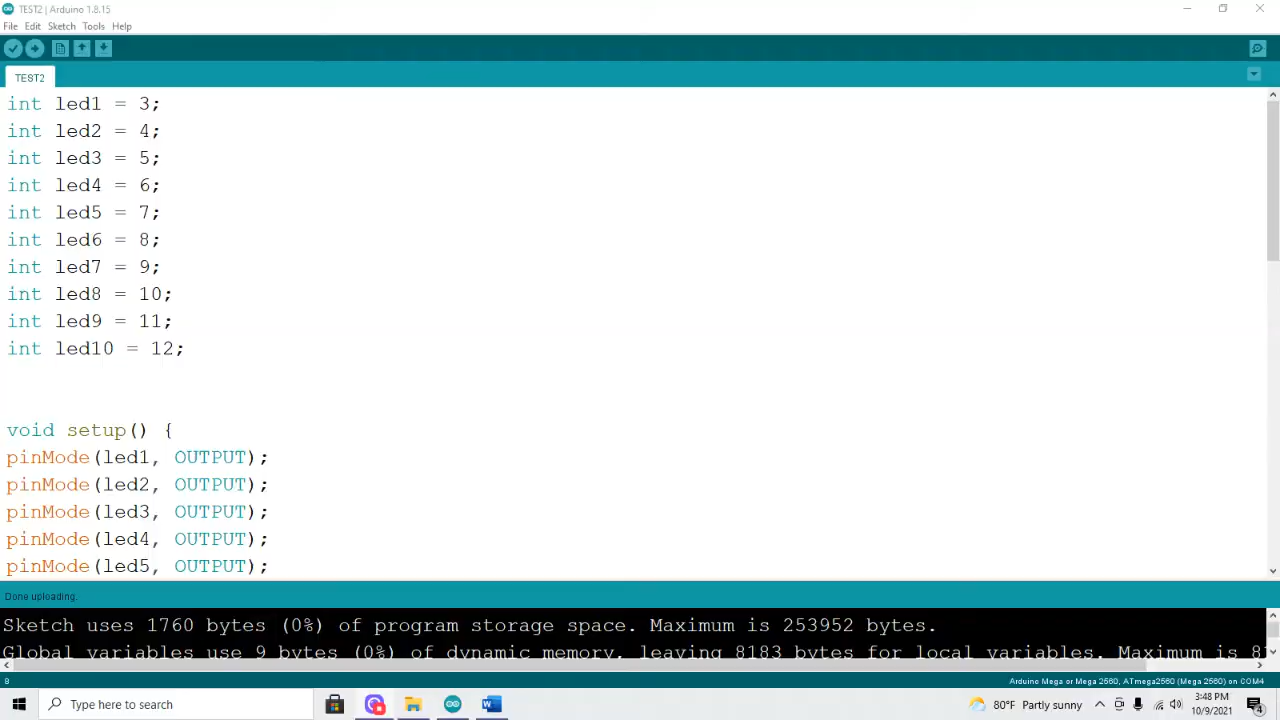 TEST2 | Arduino 1.8.15
File Edit Sketch Tools Help
TEST2
int led1 = 3;
int led2 = 4;
int led3 = 5;
int led4 = 6;
int led5 = 7;
int led6 = 8;
int led7 = 9;
int led8 = 10;
int led9 = 11;
int led10 = 12;
void setup() {
pinMode(led1, OUTPUT);
pinMode(led2, OUTPUT);
pinMode(led3, OUTPUT);
pinMode(led4, OUTPUT);
pinMode(led5, OUTPUT);
Done uploading.
Sketch uses 1760 bytes (0%) of program storage space. Maximum is 253952 bytes.
Global variables use 9 bytes (0%) of dynamic memory, leaving 8183 bytes for local variables. Maximum is
8 Arduino Mega or Mega 2560, ATmega2560 (Mega 2560) on COM4
Type here to search
80°F Partly sunny
3:48 PM
10/9/2021
4